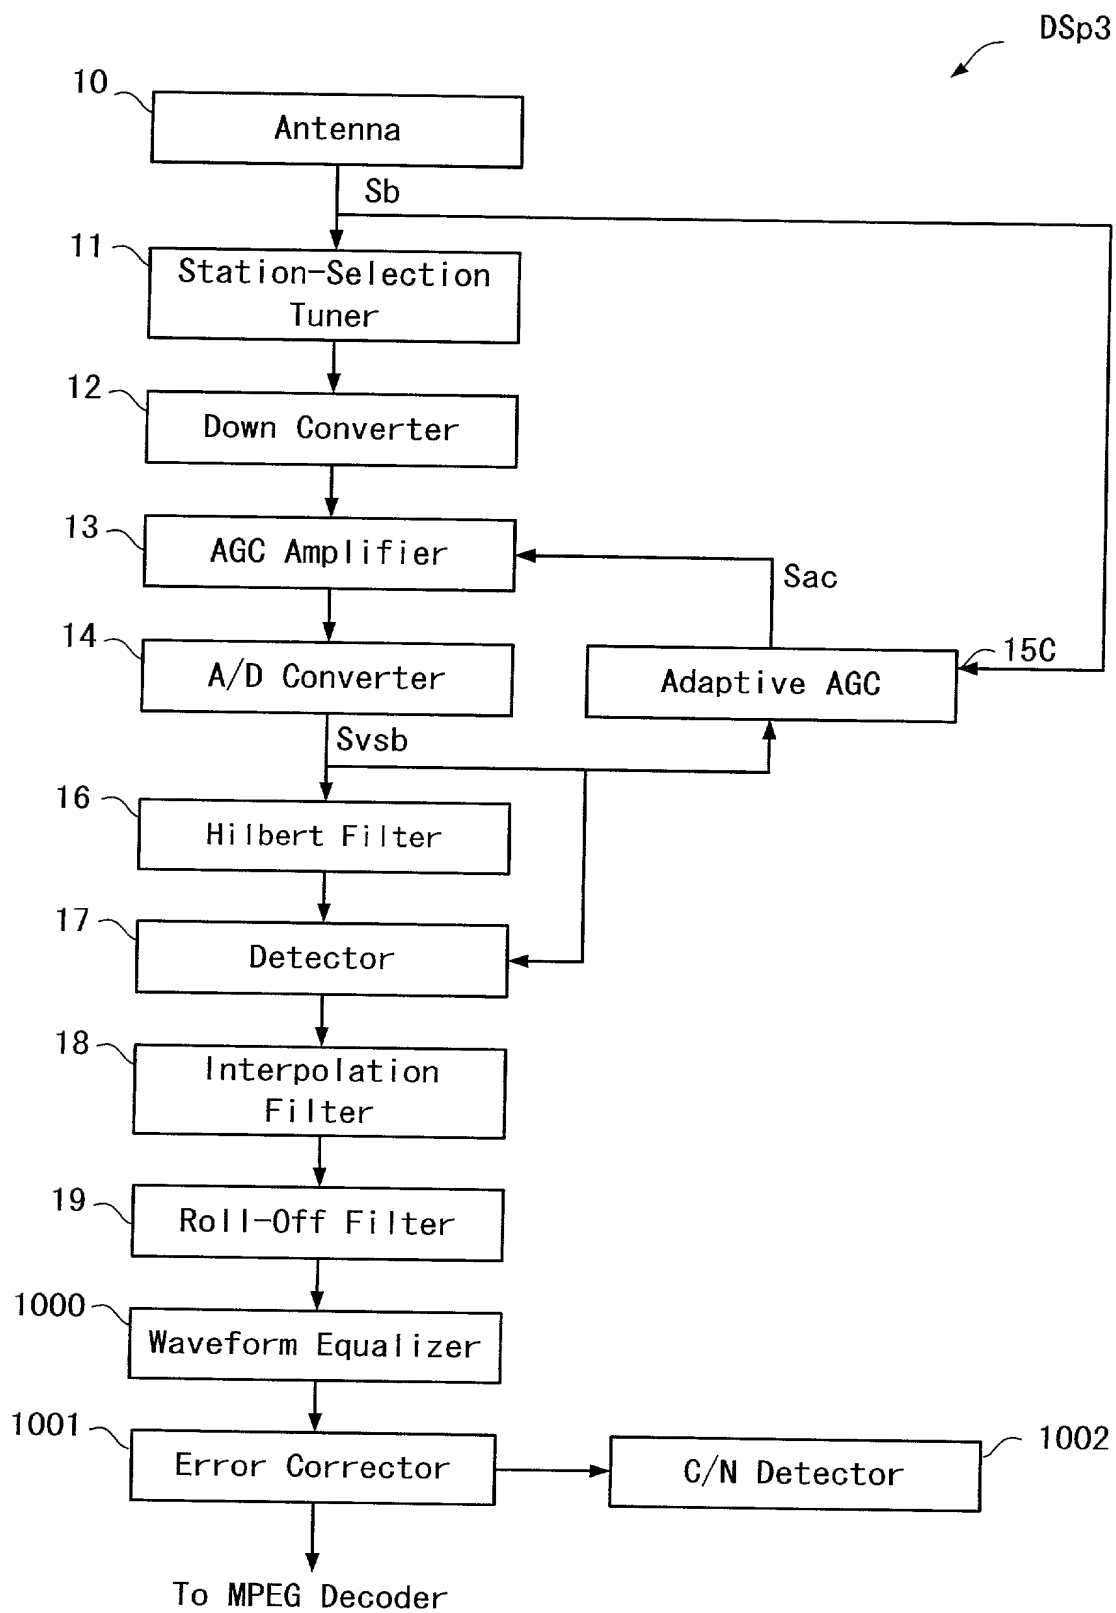 DSp3
10
Antenna
Sb
11
Station-Selection
Tuner
12
Down Converter
13
AGC Amplifier
Sac
14
A/D Converter
15C
Adaptive AGC
Svsb
16
Hilbert Filter
17
Detector
18
Interpolation
Filter
19
Roll-Off Filter
1000
Waveform Equalizer
1001
Error Corrector
1002
C/N Detector
To MPEG Decoder